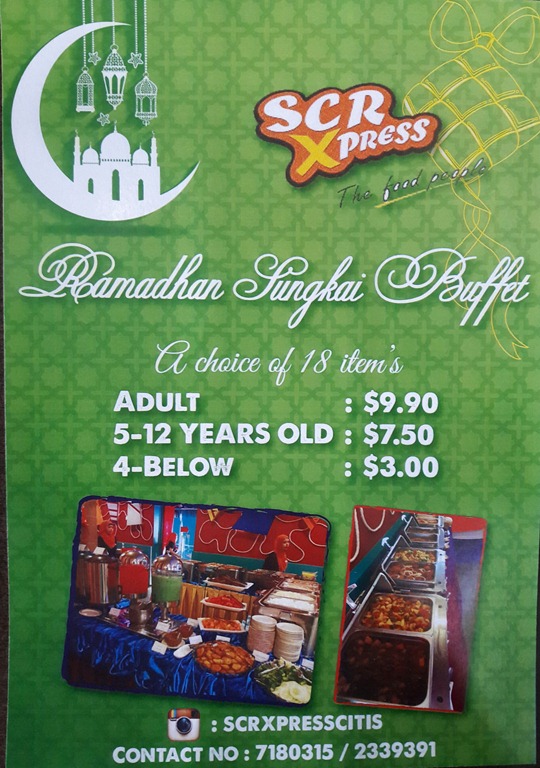 SCR
XPRESS
The food people
Ramadhan Sungkai Buffet
A choice of 18 item's
ADULT : $9.90
5-12 YEARS OLD : $7.50
4-BELOW : $3.00
: SCRXPRESSCITIS
CONTACT NO : 7180315 / 2339391